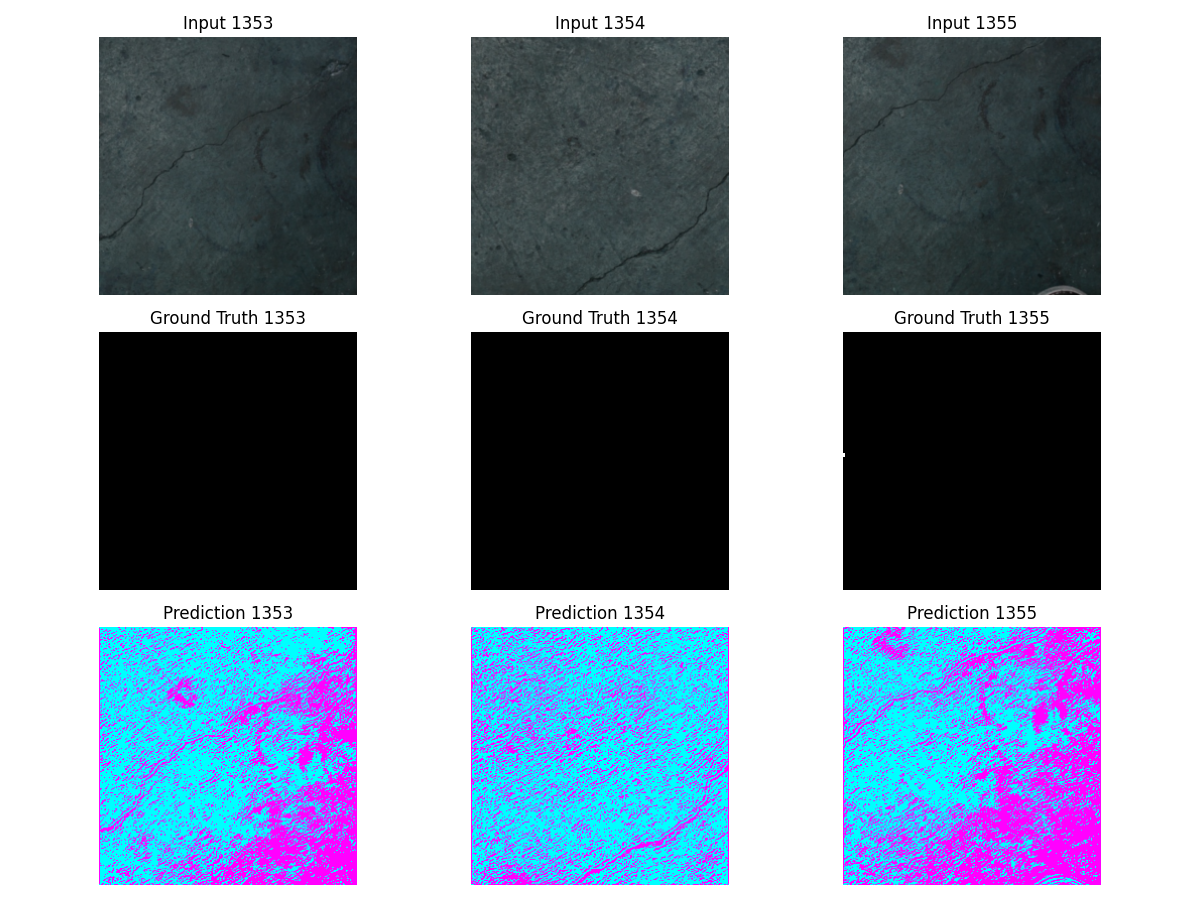 Input 1353
Input 1354
Input 1355
Ground Truth 1353
Ground Truth 1354
Ground Truth 1355
Prediction 1353
Prediction 1354
Prediction 1355